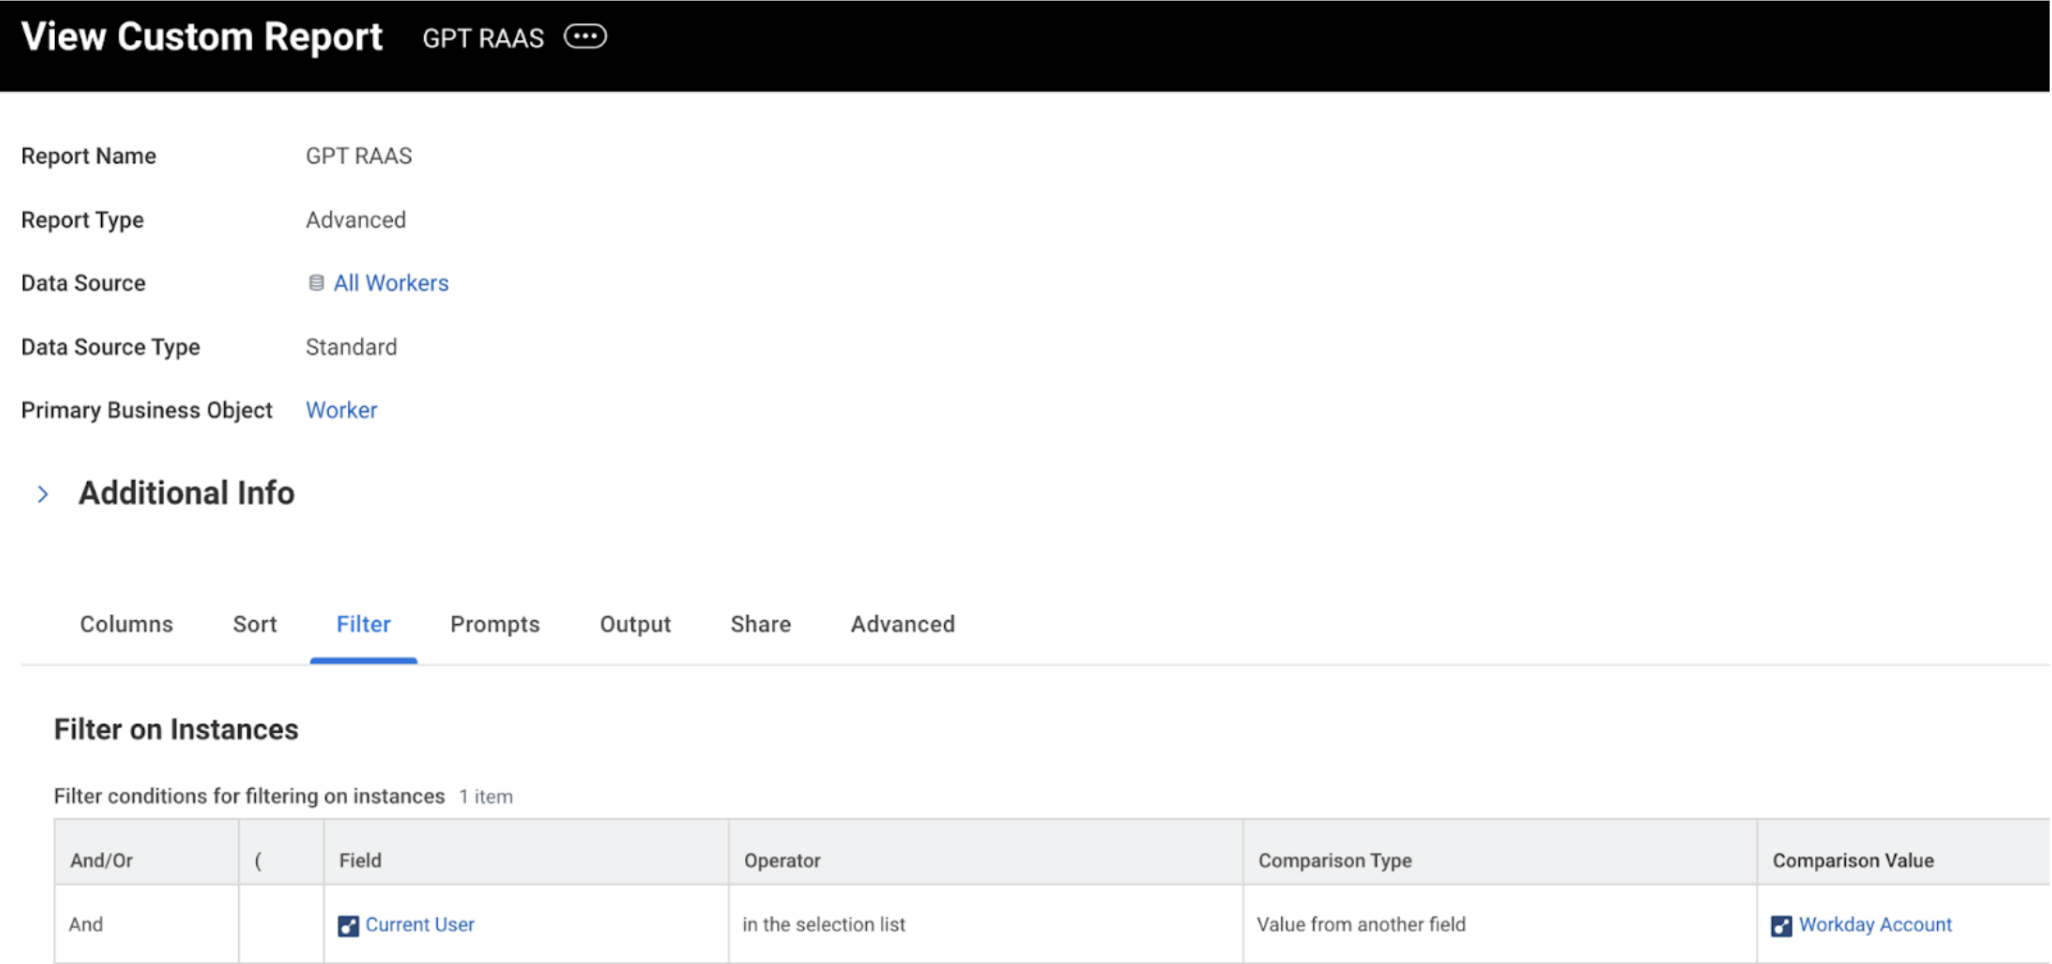 View Custom Report GPT RAAS
Report Name GPT RAAS
Report Type Advanced
Data Source All Workers
Data Source Type Standard
Primary Business Object Worker
Additional Info
Columns Sort Filter Prompts Output Share Advanced
Filter on Instances
Filter conditions for filtering on instances 1 item
And/Or ( Field Operator Comparison Type Comparison Value
And Current User in the selection list Value from another field Workday Account